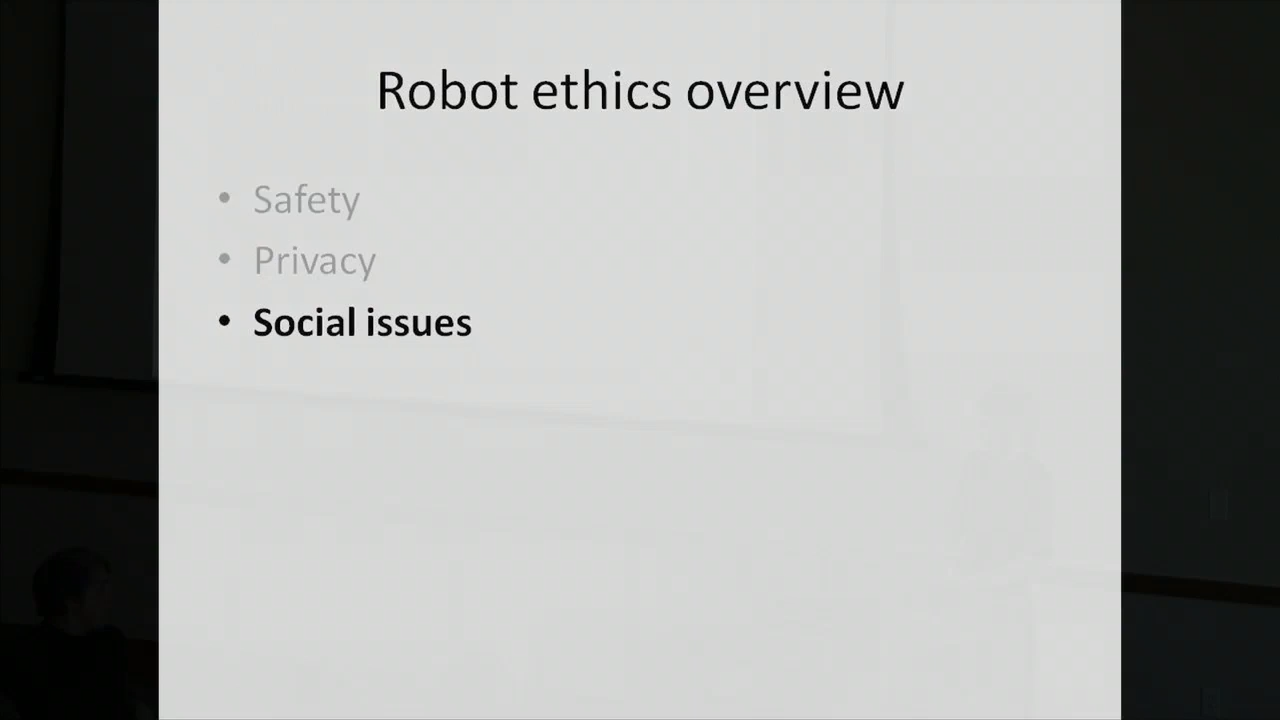 Robot ethics overview
• Safety
• Privacy
• Social issues